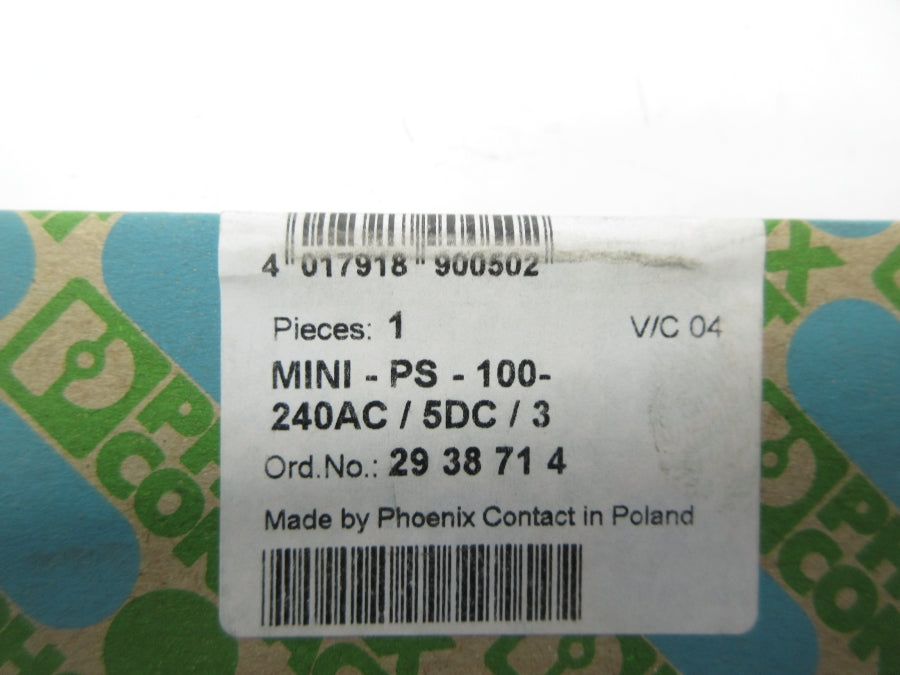 4 017918 900502
Pieces: 1 V/C 04
MINI - PS - 100-
240AC / 5DC / 3
Ord.No.: 29 38 71 4
Made by Phoenix Contact in Poland